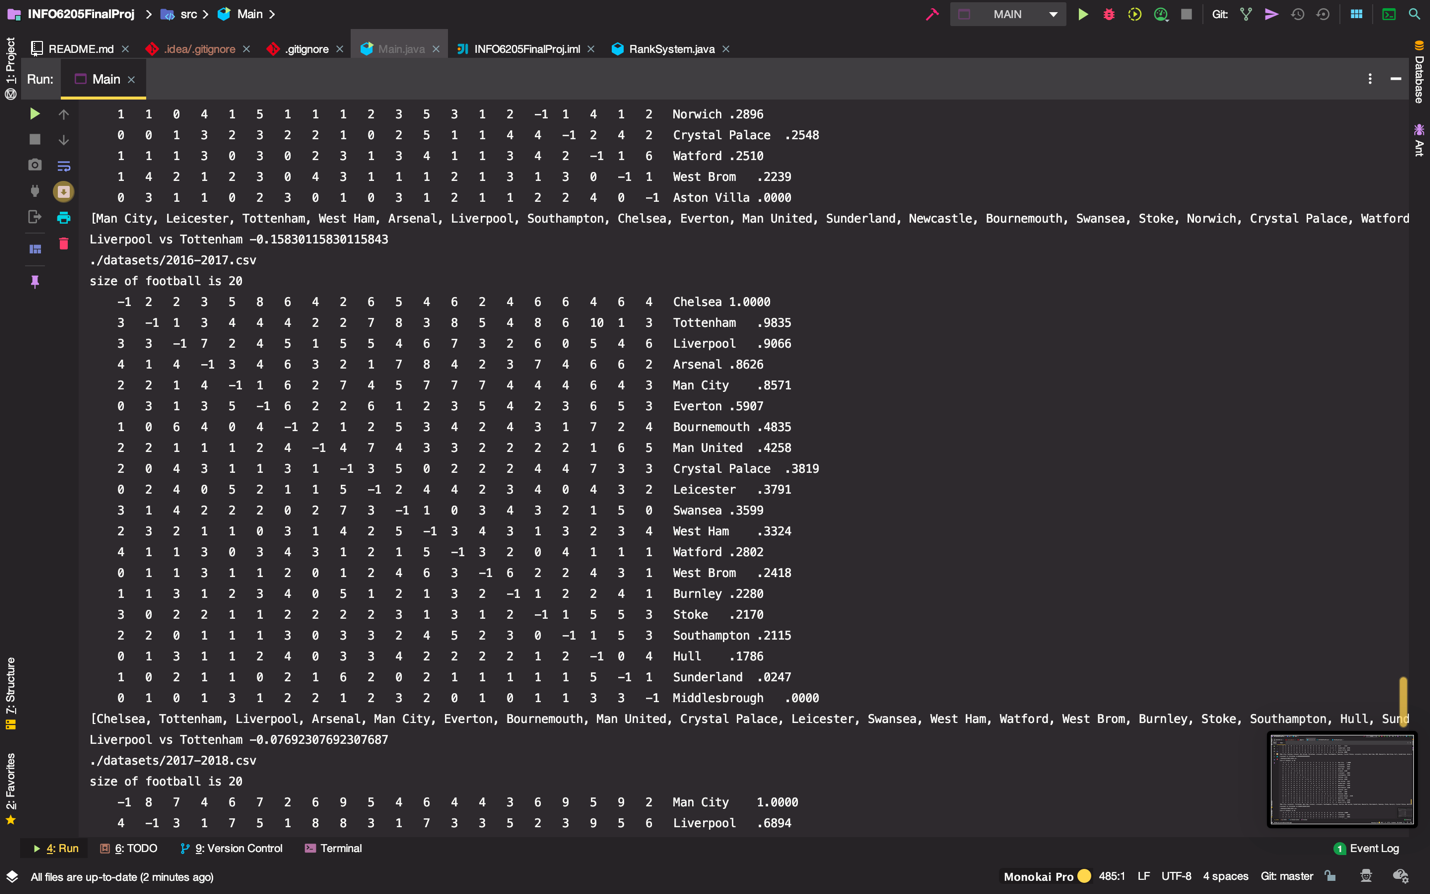 INFO6205FinalProj > src > Main >
MAIN
Git:
README.md × .idea/.gitignore × .gitignore × Main.java × INFO6205FinalProj.iml × RankSystem.java ×
Run: Main ×
1 1 0 4 1 5 1 1 1 2 3 5 3 1 2 -1 1 4 1 2 Norwich .2896
0 0 1 3 2 3 2 2 1 0 2 5 1 1 4 4 -1 2 4 2 Crystal Palace .2548
1 1 1 3 0 3 0 2 3 1 3 4 1 1 3 4 2 -1 1 6 Watford .2510
1 4 2 1 2 3 0 4 3 1 1 1 2 1 3 1 3 0 -1 1 West Brom .2239
0 3 1 1 0 2 3 0 1 0 3 1 2 1 1 2 2 4 0 -1 Aston Villa .0000
[Man City, Leicester, Tottenham, West Ham, Arsenal, Liverpool, Southampton, Chelsea, Everton, Man United, Sunderland, Newcastle, Bournemouth, Swansea, Stoke, Norwich, Crystal Palace, Watford
Liverpool vs Tottenham -0.15830115830115843
./datasets/2016-2017.csv
size of football is 20
-1 2 2 3 5 8 6 4 2 6 5 4 6 2 4 6 6 4 6 4 Chelsea 1.0000
3 -1 1 3 4 4 4 2 2 7 8 3 8 5 4 8 6 10 1 3 Tottenham .9835
3 3 -1 7 2 4 5 1 5 5 4 6 7 3 2 6 0 5 4 6 Liverpool .9066
4 1 4 -1 3 4 6 3 2 1 7 8 4 2 3 7 4 6 6 2 Arsenal .8626
2 2 1 4 -1 1 6 2 7 4 5 7 7 7 4 4 4 6 4 3 Man City .8571
0 3 1 3 5 -1 6 2 2 6 1 2 3 5 4 2 3 6 5 3 Everton .5907
1 0 6 4 0 4 -1 2 1 2 5 3 4 2 4 3 1 7 2 4 Bournemouth .4835
2 2 1 1 1 2 4 -1 4 7 4 3 3 2 2 2 2 1 6 5 Man United .4258
2 0 4 3 1 1 3 1 -1 3 5 0 2 2 2 4 4 7 3 3 Crystal Palace .3819
0 2 4 0 5 2 1 1 5 -1 2 4 4 2 3 4 0 4 3 2 Leicester .3791
3 1 4 2 2 2 0 2 7 3 -1 1 0 3 4 3 2 1 5 0 Swansea .3599
2 3 2 1 1 0 3 1 4 2 5 -1 3 4 3 1 3 2 3 4 West Ham .3324
4 1 1 3 0 3 4 3 1 2 1 5 -1 3 2 0 4 1 1 1 Watford .2802
0 1 1 3 1 1 2 0 1 2 4 6 3 -1 6 2 2 4 3 1 West Brom .2418
1 1 3 1 2 3 4 0 5 1 2 1 3 2 -1 1 2 2 4 1 Burnley .2280
3 0 2 2 1 1 2 2 2 2 3 1 3 1 2 -1 1 5 5 3 Stoke .2170
2 2 0 1 1 1 3 0 3 3 2 4 5 2 3 0 -1 1 5 3 Southampton .2115
0 1 3 1 1 2 4 0 3 3 4 2 2 2 2 1 2 -1 0 4 Hull .1786
1 0 2 1 1 0 2 1 6 2 0 2 1 1 1 1 1 5 -1 1 Sunderland .0247
0 1 0 1 3 1 2 2 1 2 3 2 0 1 0 1 1 3 3 -1 Middlesbrough .0000
[Chelsea, Tottenham, Liverpool, Arsenal, Man City, Everton, Bournemouth, Man United, Crystal Palace, Leicester, Swansea, West Ham, Watford, West Brom, Burnley, Stoke, Southampton, Hull, Sund
Liverpool vs Tottenham -0.07692307692307687
./datasets/2017-2018.csv
size of football is 20
-1 8 7 4 6 7 2 6 9 5 4 6 4 4 3 6 9 5 9 2 Man City 1.0000
4 -1 3 1 7 5 1 8 8 3 1 7 3 3 5 2 3 9 5 6 Liverpool .6894
1: Project
7: Structure
2: Favorites
Database
Ant
4: Run 6: TODO 9: Version Control Terminal
1 Event Log
All files are up-to-date (2 minutes ago)
Monokai Pro 485:1 LF UTF-8 4 spaces Git: master